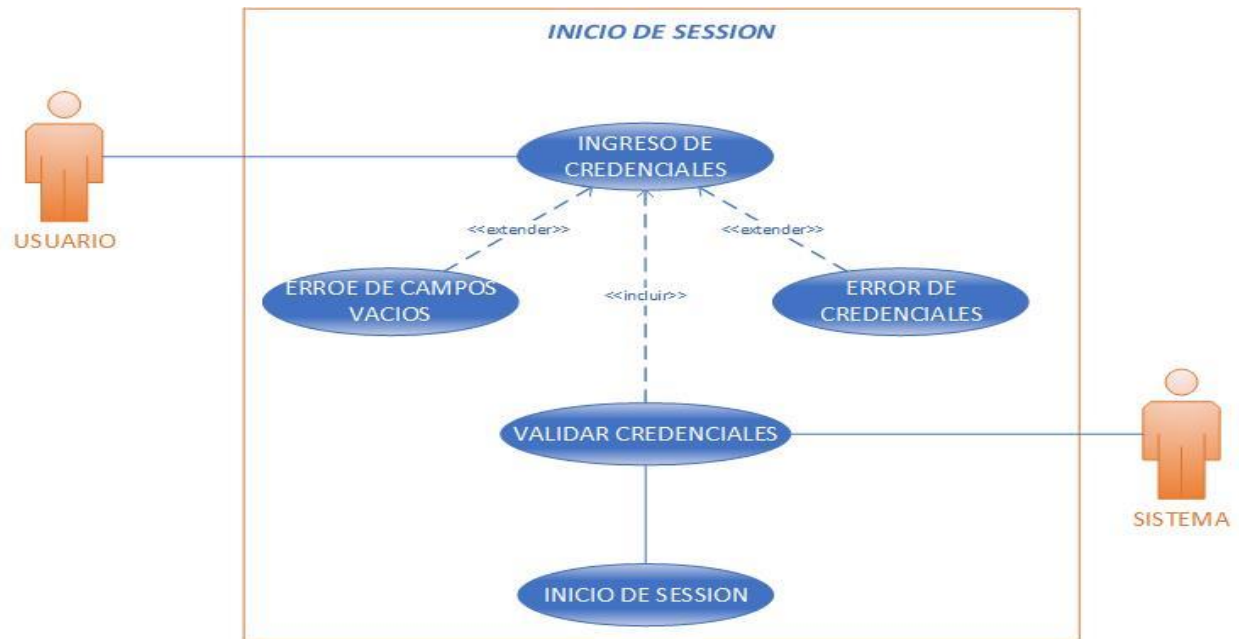 INICIO DE SESSION
INGRESO DE
CREDENCIALES
USUARIO
<<extender>>
<<extender>>
ERROE DE CAMPOS
VACIOS
<<incluir>>
ERROR DE
CREDENCIALES
VALIDAR CREDENCIALES
SISTEMA
INICIO DE SESSION